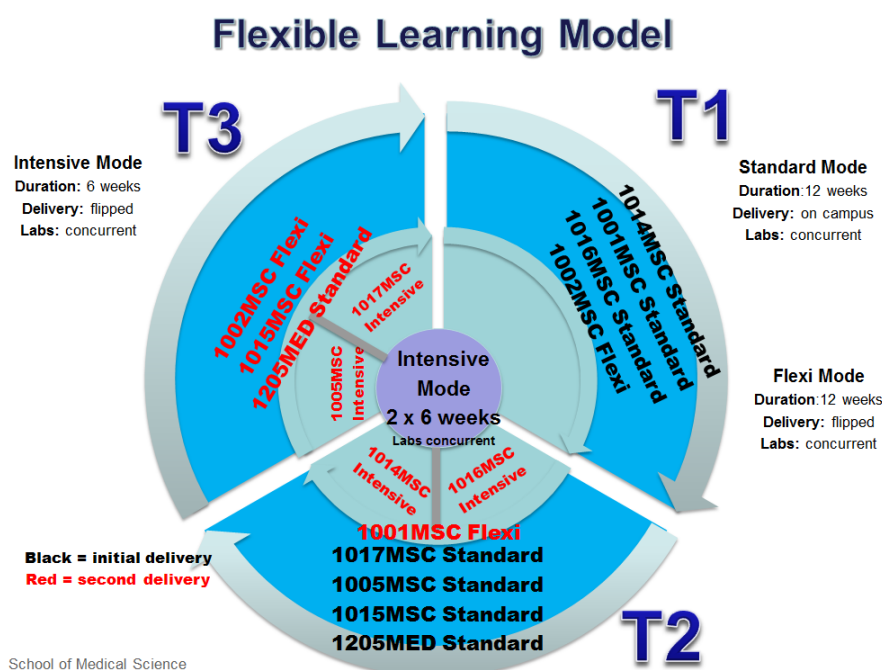 Flexible Learning Model
T3
T1
Intensive Mode
Duration: 6 weeks
Delivery: flipped
Labs: concurrent
Standard Mode
Duration:12 weeks
Delivery: on campus
Labs: concurrent
1014MSC Standard
1001MSC Standard
1016MSC Standard
1002MSC Flexi
1002MSC Flexi
1015MSC Flexi
1205MED Standard
1017MSC
Intensive
1005MSC
Intensive
Intensive
Mode
2 x 6 weeks
Labs concurrent
Flexi Mode
Duration:12 weeks
Delivery: flipped
Labs: concurrent
1014MSC
Intensive
1016MSC
Intensive
1001MSC Flexi
1017MSC Standard
1005MSC Standard
1015MSC Standard
1205MED Standard
Black = initial delivery
Red = second delivery
T2
School of Medical Science